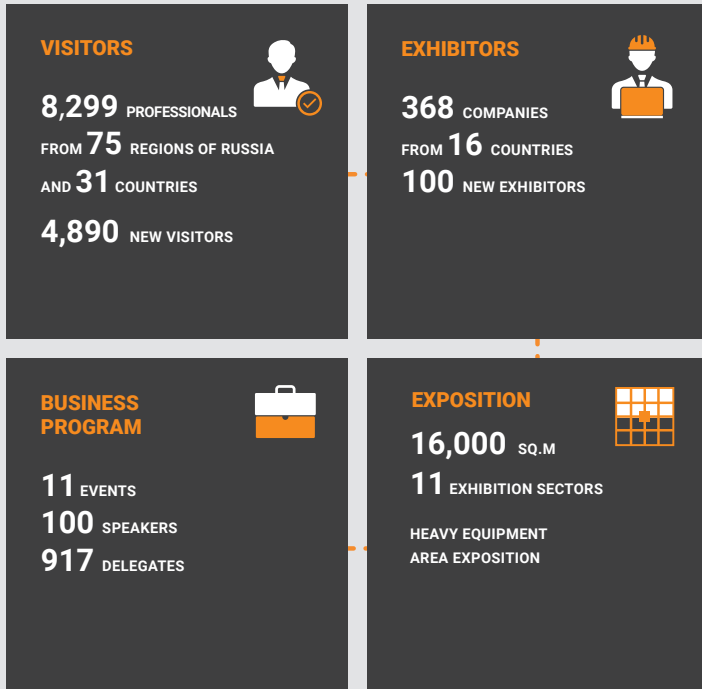 VISITORS
8,299 PROFESSIONALS
FROM 75 REGIONS OF RUSSIA
AND 31 COUNTRIES
4,890 NEW VISITORS
EXHIBITORS
368 COMPANIES
FROM 16 COUNTRIES
100 NEW EXHIBITORS
BUSINESS
PROGRAM
11 EVENTS
100 SPEAKERS
917 DELEGATES
EXPOSITION
16,000 SQ.M
11 EXHIBITION SECTORS
HEAVY EQUIPMENT
AREA EXPOSITION